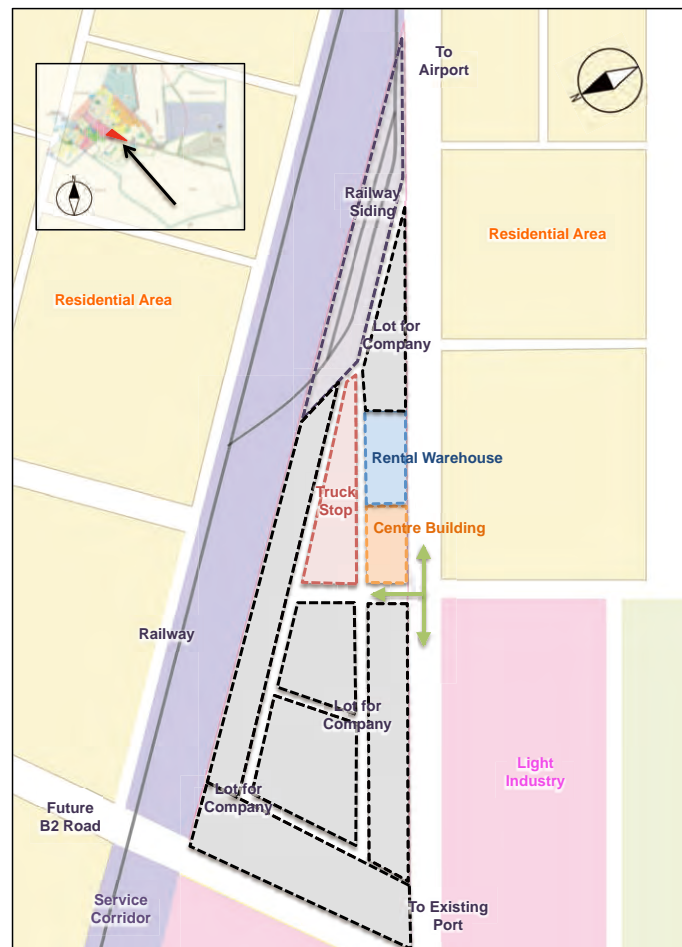 To
Airport
N
Railway
Siding
Residential Area
Residential Area
Lot for
Company
Rental Warehouse
Truck
Stop
Centre Building
Railway
Lot for
Company
Light
Industry
Lot for
Company
Future
B2 Road
Service
Corridor
To Existing
Port